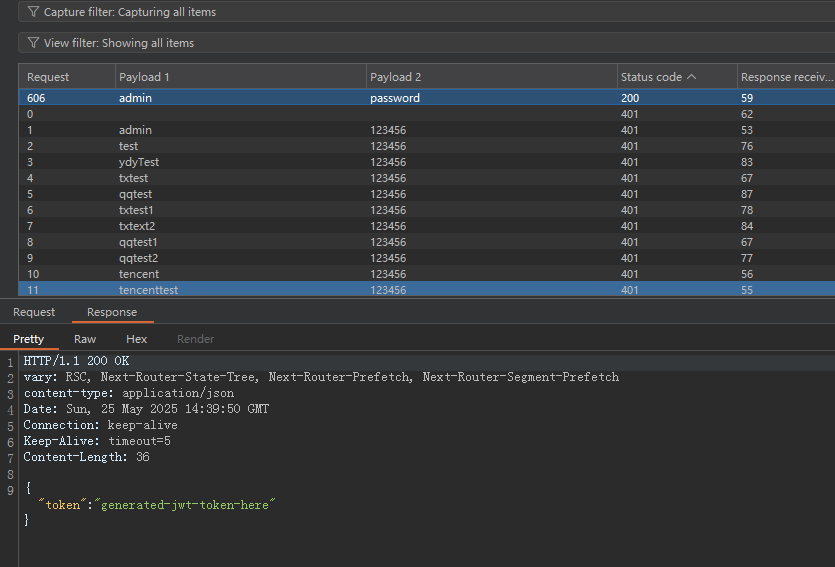 Capture filter: Capturing all items
View filter: Showing all items
Request Payload 1 Payload 2 Status code Response receiv...
606 admin password 200 59
0 401 62
1 admin 123456 401 53
2 test 123456 401 76
3 ydyTest 123456 401 83
4 txtest 123456 401 67
5 qqtest 123456 401 87
6 txtest1 123456 401 78
7 txtext2 123456 401 84
8 qqtest1 123456 401 67
9 qqtest2 123456 401 77
10 tencent 123456 401 56
11 tencenttest 123456 401 55
Request Response
Pretty Raw Hex Render
1 HTTP/1.1 200 OK
2 vary: RSC, Next-Router-State-Tree, Next-Router-Prefetch, Next-Router-Segment-Prefetch
3 content-type: application/json
4 Date: Sun, 25 May 2025 14:39:50 GMT
5 Connection: keep-alive
6 Keep-Alive: timeout=5
7 Content-Length: 36
8
9 {
"token":"generated-jwt-token-here"
}